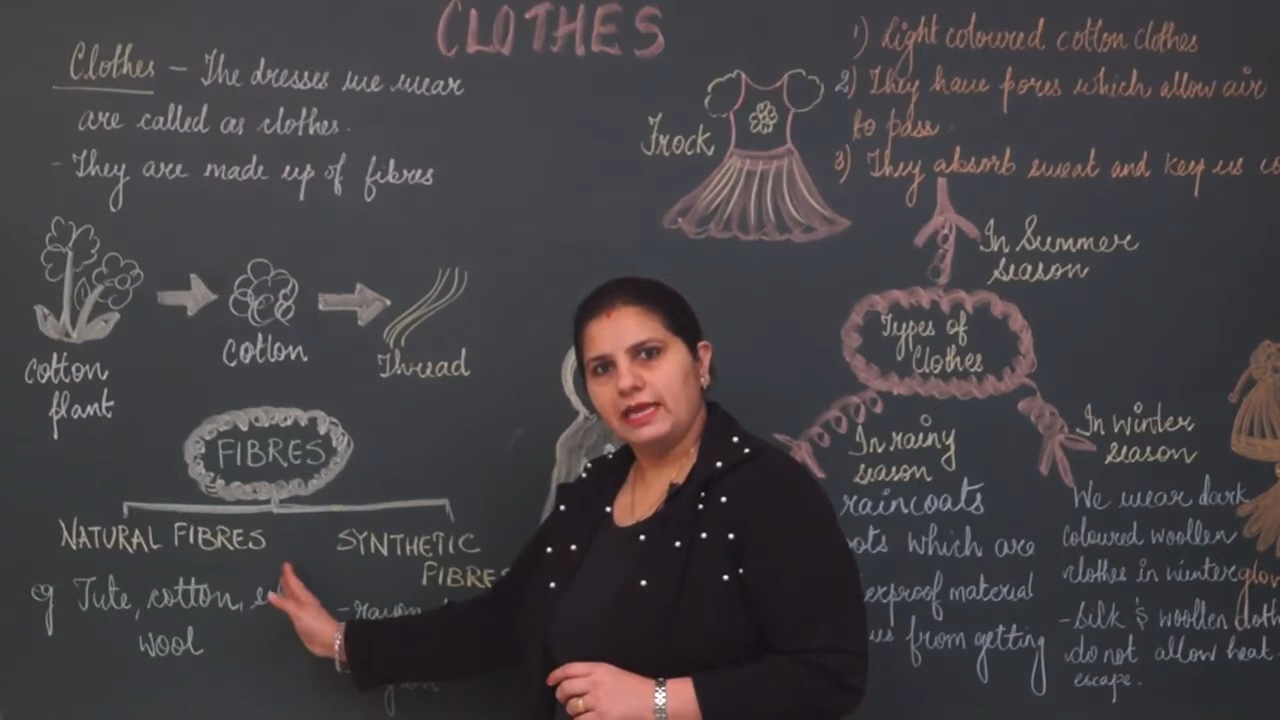 CLOTHES
Clothes – The dresses we wear
are called as clothes.
- They are made up of fibres
cotton
plant
cotton
Thread
FIBRES
NATURAL FIBRES
eg Jute, cotton,
wool
SYNTHETIC
FIBRES
- rayon
Frock
1) Light coloured cotton clothes
2) They have pores which allow air
to pass.
3) They absorb sweat and keep us
In Summer
season
Types of
Clothes
In rainy
season
raincoats
which are
material
us from getting
In winter
season
We wear dark
coloured woollen
clothes in winter
- Silk & woollen
do not allow heat
escape.